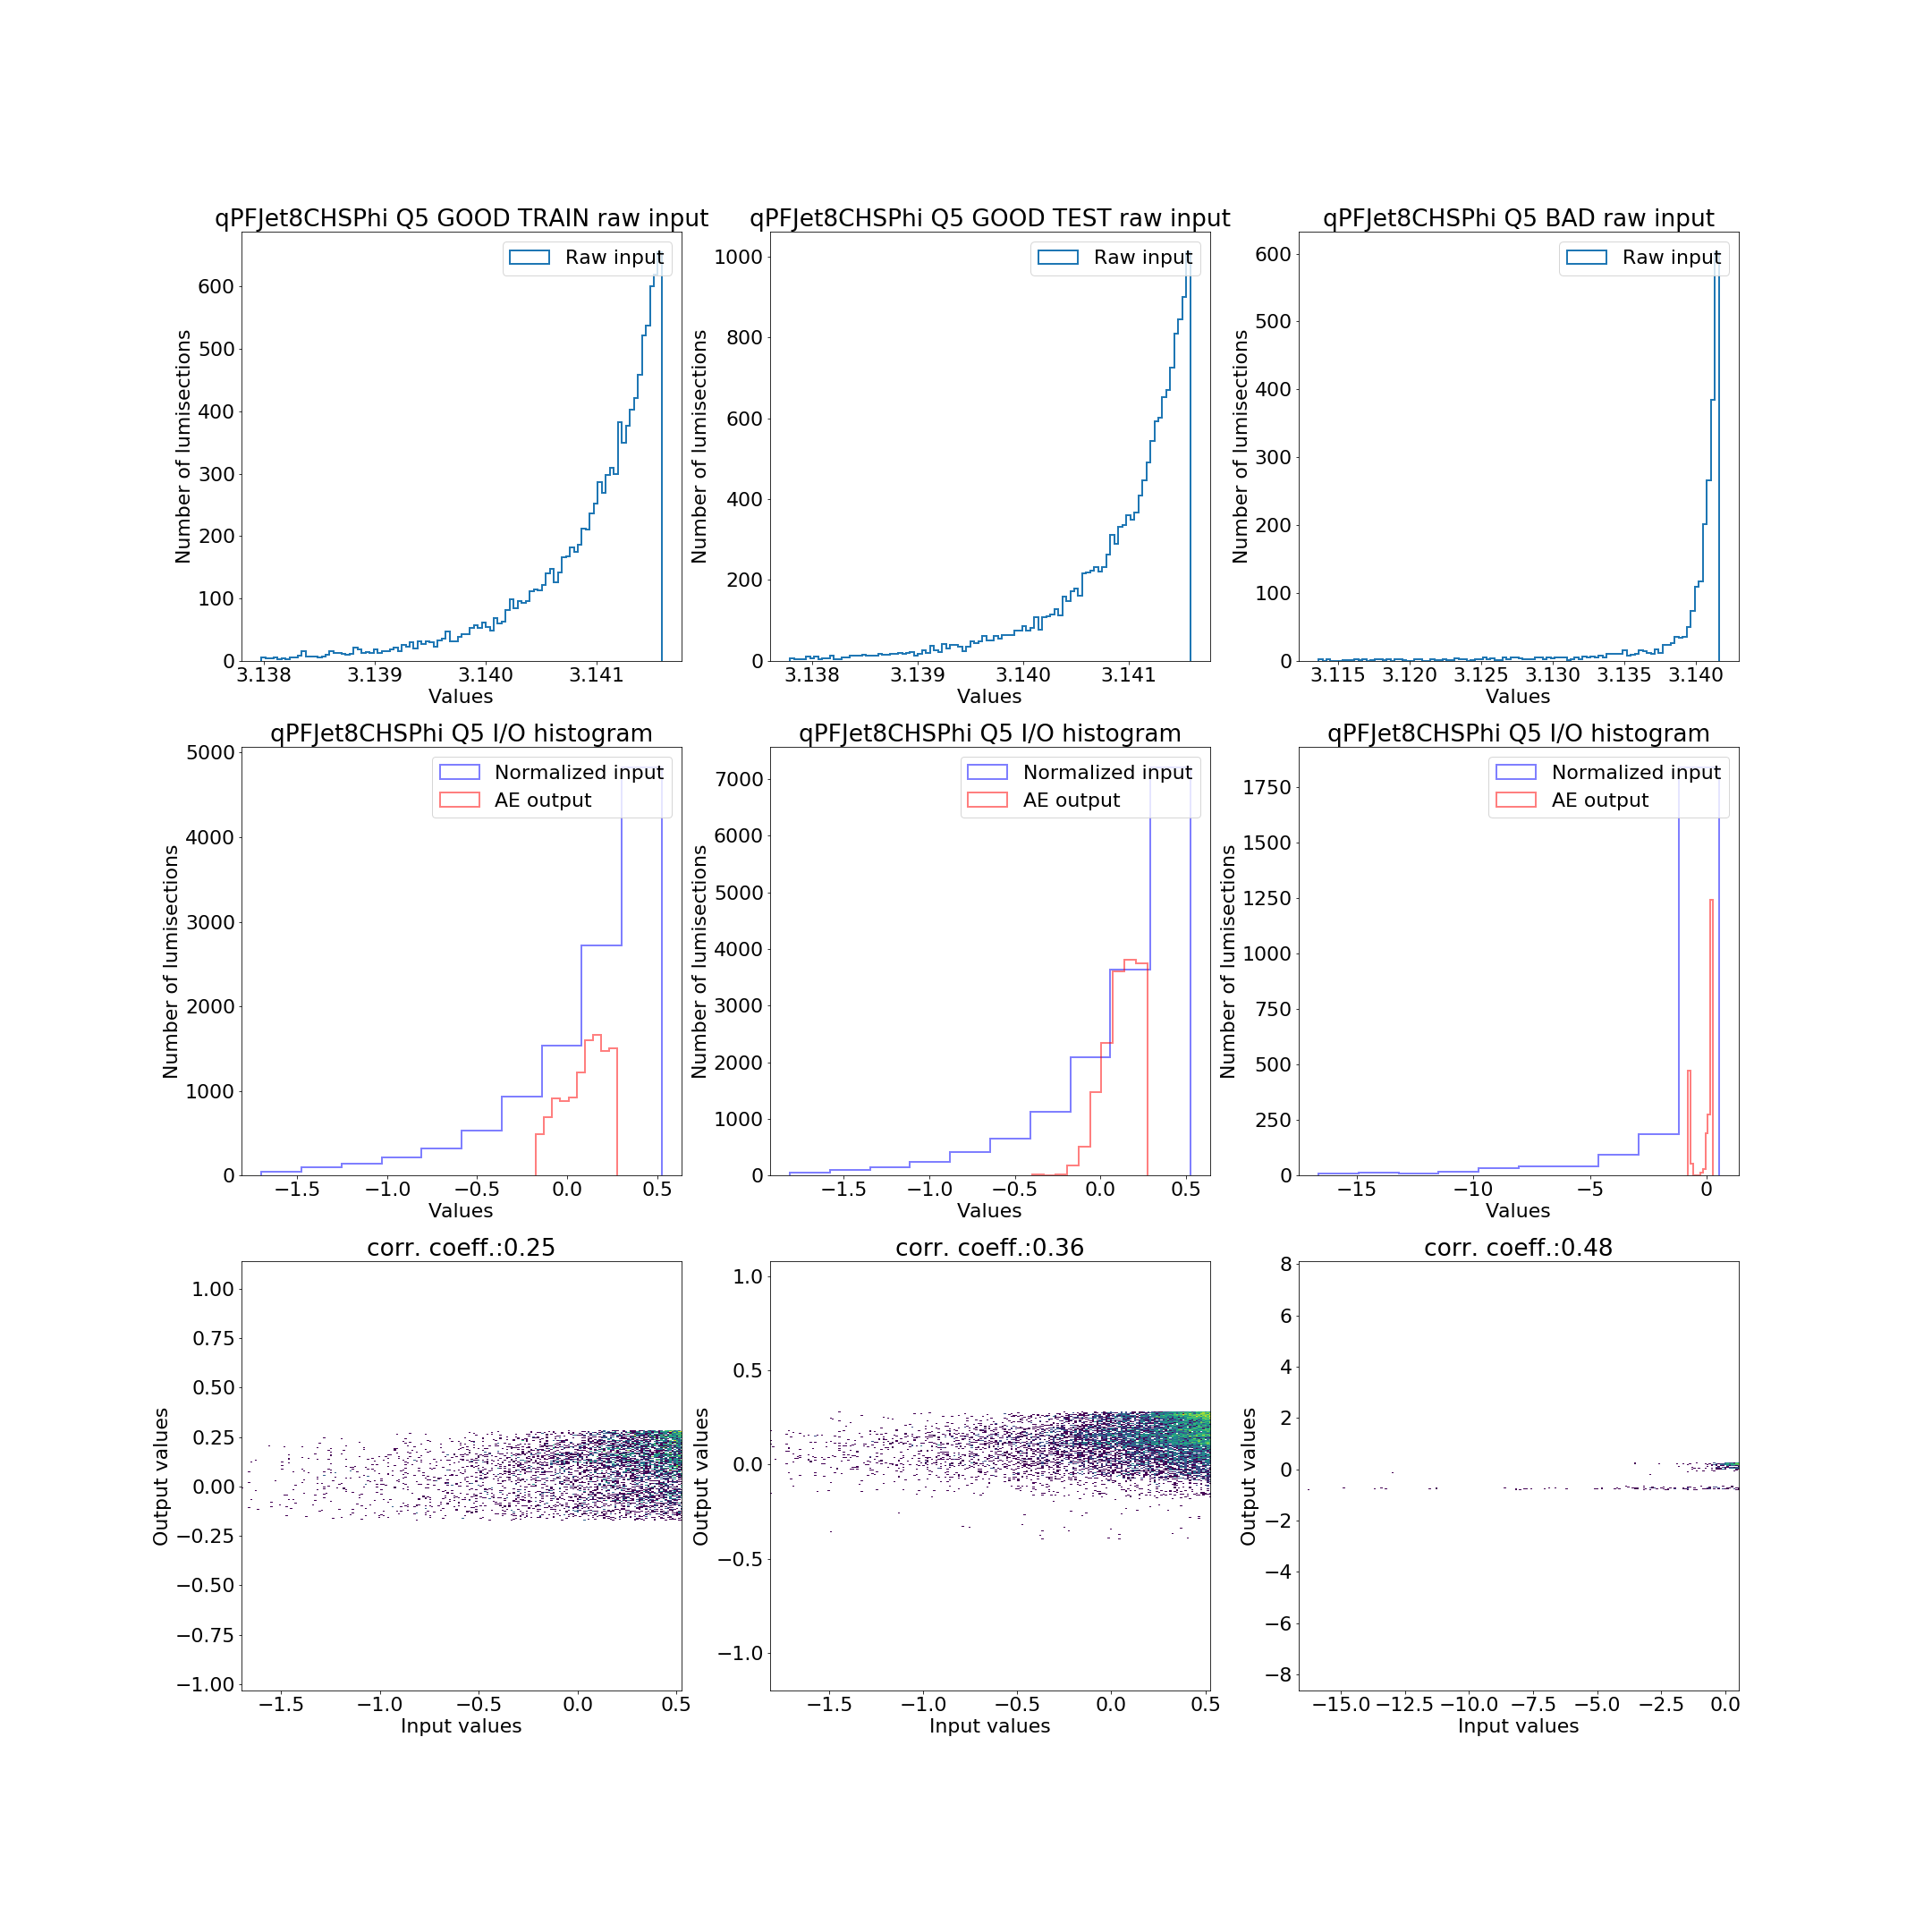 qPFJet8CHSPhi Q5 GOOD TRAIN raw input
Raw input
600
500
400
300
200
100
0
Number of lumisections
3.138 3.139 3.140 3.141
Values
qPFJet8CHSPhi Q5 GOOD TEST raw input
Raw input
1000
800
600
400
200
0
Number of lumisections
3.138 3.139 3.140 3.141
Values
qPFJet8CHSPhi Q5 BAD raw input
Raw input
600
500
400
300
200
100
0
Number of lumisections
3.115 3.120 3.125 3.130 3.135 3.140
Values
qPFJet8CHSPhi Q5 I/O histogram
Normalized input
AE output
5000
4000
3000
2000
1000
0
Number of lumisections
−1.5 −1.0 −0.5 0.0 0.5
Values
qPFJet8CHSPhi Q5 I/O histogram
Normalized input
AE output
7000
6000
5000
4000
3000
2000
1000
0
Number of lumisections
−1.5 −1.0 −0.5 0.0 0.5
Values
qPFJet8CHSPhi Q5 I/O histogram
Normalized input
AE output
1750
1500
1250
1000
750
500
250
0
Number of lumisections
−15 −10 −5 0
Values
corr. coeff.:0.25
1.00
0.75
0.50
0.25
0.00
−0.25
−0.50
−0.75
−1.00
Output values
−1.5 −1.0 −0.5 0.0 0.5
Input values
corr. coeff.:0.36
1.0
0.5
0.0
−0.5
−1.0
Output values
−1.5 −1.0 −0.5 0.0 0.5
Input values
corr. coeff.:0.48
8
6
4
2
0
−2
−4
−6
−8
Output values
−15.0 −12.5 −10.0 −7.5 −5.0 −2.5 0.0
Input values